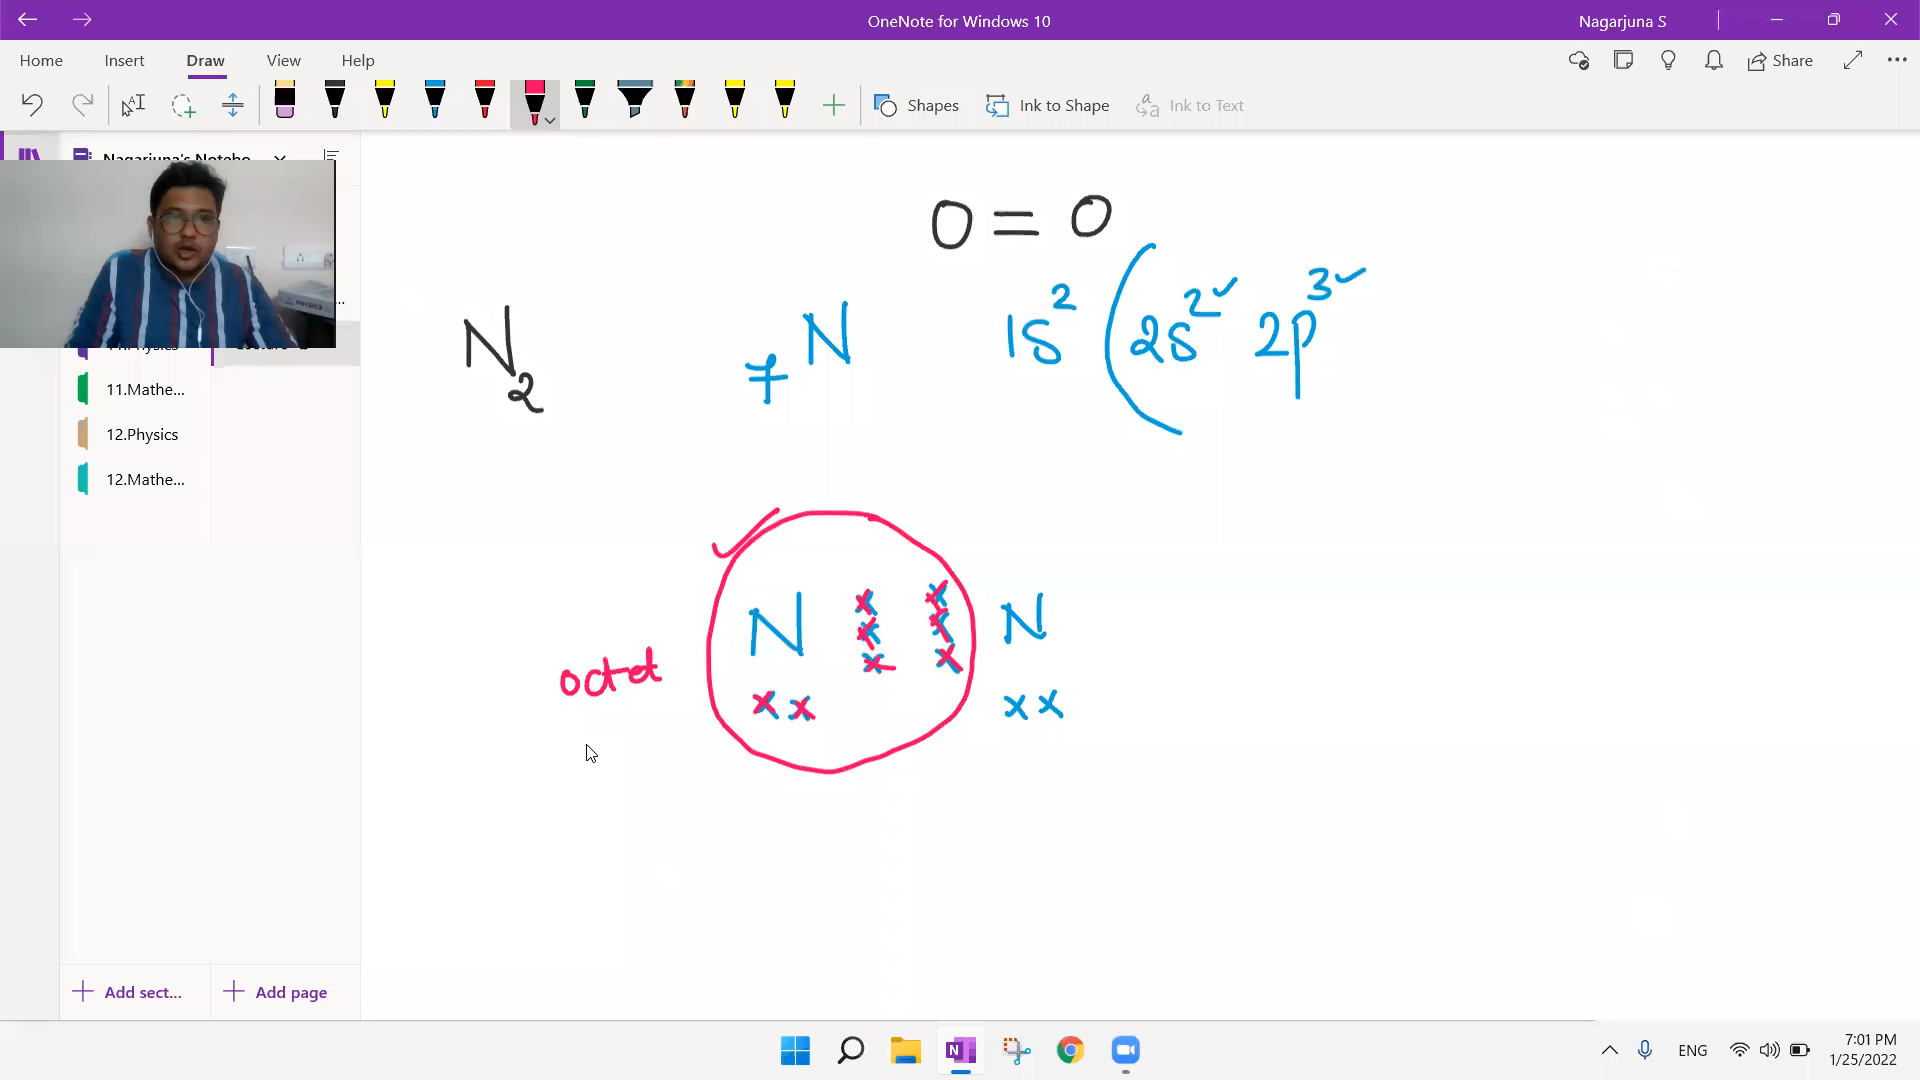 OneNote for Windows 10
Nagarjuna S
Home Insert Draw View Help
Share
Shapes Ink to Shape Ink to Text
Nagarjuna's Notebo
11.Mathe...
12.Physics
12.Mathe...
O = O
N₂ ₇N 1S² (2S² ✓ 2P³ ✓
✓
N x x N
x x
x x
octet
x x x x
Add sect... Add page
ENG
7:01 PM
1/25/2022